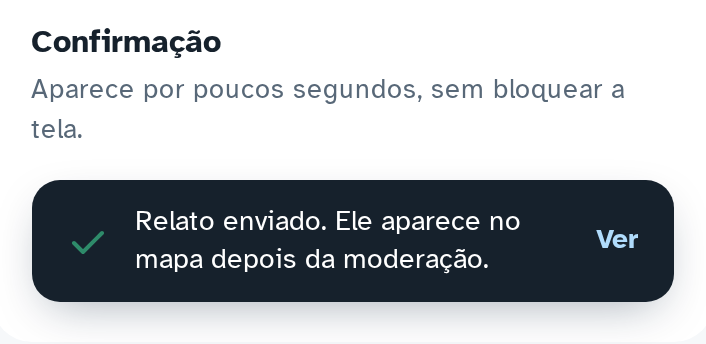 Confirmação
Aparece por poucos segundos, sem bloquear a
tela.
Relato enviado. Ele aparece no
mapa depois da moderação.
Ver